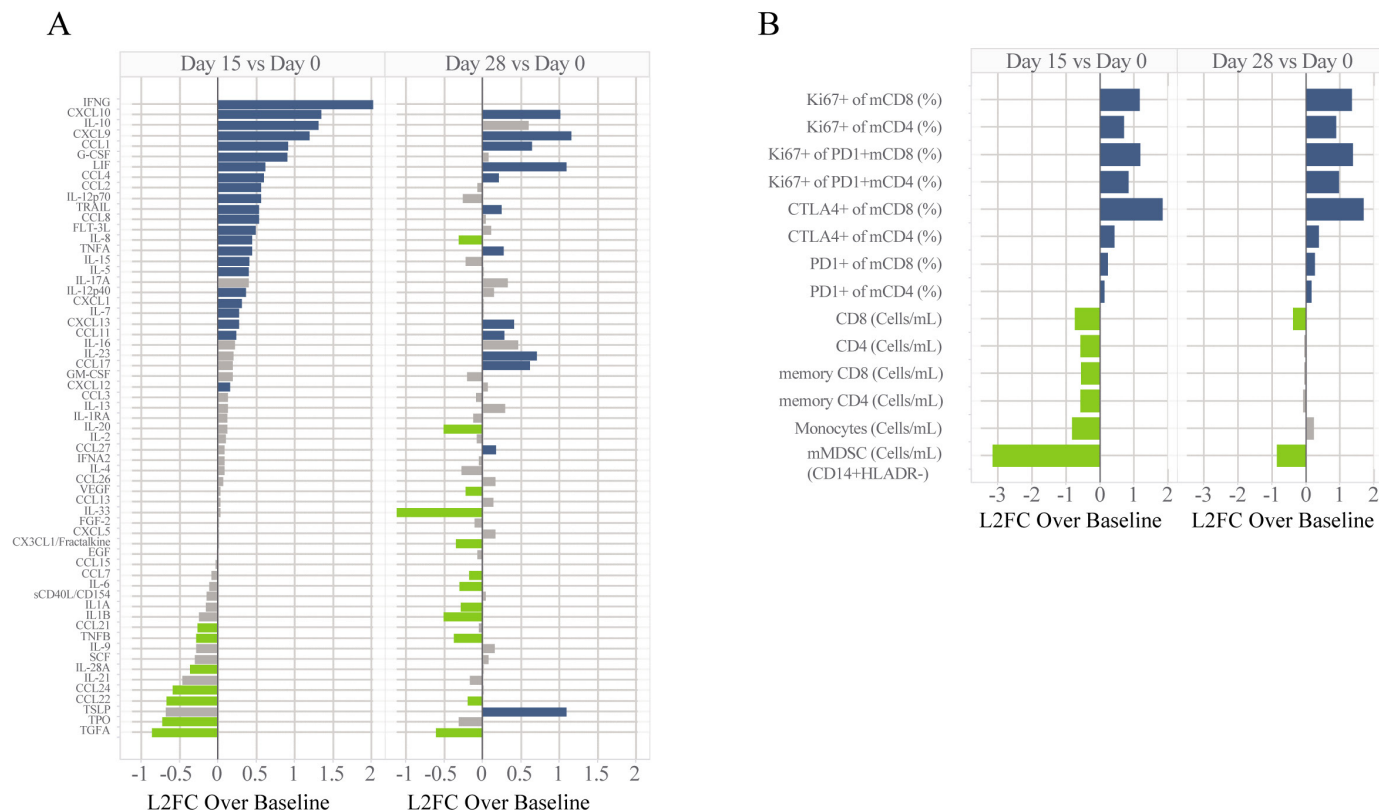 A
Day 15 vs Day 0
Day 28 vs Day 0
IFNG
CXCL10
IL-10
CXCL9
CCL1
G-CSF
LIF
CCL4
CCL2
IL-12p70
TRAIL
CCL8
FLT-3L
IL-8
TNFA
IL-15
IL-5
IL-17A
IL-12p40
CXCL1
IL-7
CXCL13
CCL11
IL-16
IL-23
CCL17
GM-CSF
CXCL12
CCL3
IL-13
IL-1RA
IL-20
IL-2
CCL27
IFNA2
IL-4
CCL26
VEGF
CCL13
IL-33
FGF-2
CXCL5
CX3CL1/Fractalkine
EGF
CCL15
CCL7
IL-6
sCD40L/CD154
IL1A
IL1B
CCL21
TNFB
IL-9
SCF
IL-28A
IL-21
CCL24
CCL22
TSLP
TPO
TGFA
-1 -0.5 0 0.5 1 1.5 2
-1 -0.5 0 0.5 1 1.5 2
L2FC Over Baseline
L2FC Over Baseline
B
Day 15 vs Day 0
Day 28 vs Day 0
Ki67+ of mCD8 (%)
Ki67+ of mCD4 (%)
Ki67+ of PD1+mCD8 (%)
Ki67+ of PD1+mCD4 (%)
CTLA4+ of mCD8 (%)
CTLA4+ of mCD4 (%)
PD1+ of mCD8 (%)
PD1+ of mCD4 (%)
CD8 (Cells/mL)
CD4 (Cells/mL)
memory CD8 (Cells/mL)
memory CD4 (Cells/mL)
Monocytes (Cells/mL)
mMDSC (Cells/mL)
(CD14+HLADR-)
-3 -2 -1 0 1 2
-3 -2 -1 0 1 2
L2FC Over Baseline
L2FC Over Baseline